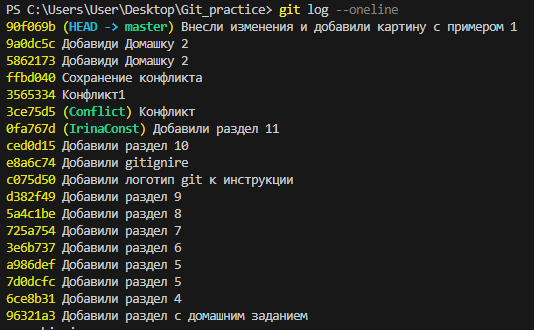 PS C:\Users\User\Desktop\Git_practice> git log --oneline
90f069b (HEAD -> master) Внесли изменения и добавили картину с примером 1
9a0dc5c Добавиди Домашку 2
5862173 Добавиди Домашку 2
ffbd040 Сохранение конфликта
3565334 Конфликт1
3ce75d5 (Conflict) Конфликт
0fa767d (IrinaConst) Добавили раздел 11
ced0d15 Добавили раздел 10
e8a6c74 Добавили gitignire
c075d50 Добавили логотип git к инструкции
d382f49 Добавили раздел 9
5a4c1be Добавили раздел 8
725a754 Добавили раздел 7
3e6b737 Добавили раздел 6
a986def Добавили раздел 5
7d0dcfc Добавили раздел 5
6ce8b31 Добавили раздел 4
96321a3 Добавили раздел с домашним заданием